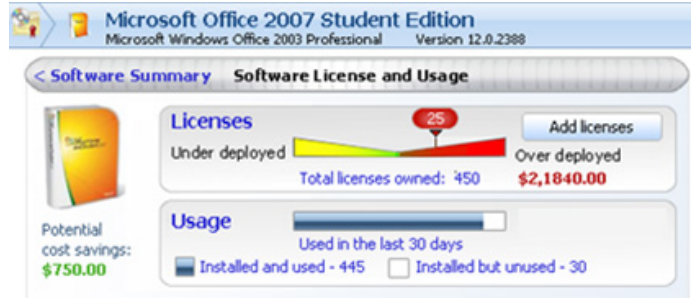 Microsoft Office 2007 Student Edition
Microsoft Windows Office 2003 Professional Version 12.0.2388
< Software Summary Software License and Usage
Licenses
25
Add licenses
Under deployed
Over deployed
Total licenses owned: 450
$2,1840.00
Potential
cost savings:
$750.00
Usage
Used in the last 30 days
Installed and used - 445
Installed but unused - 30